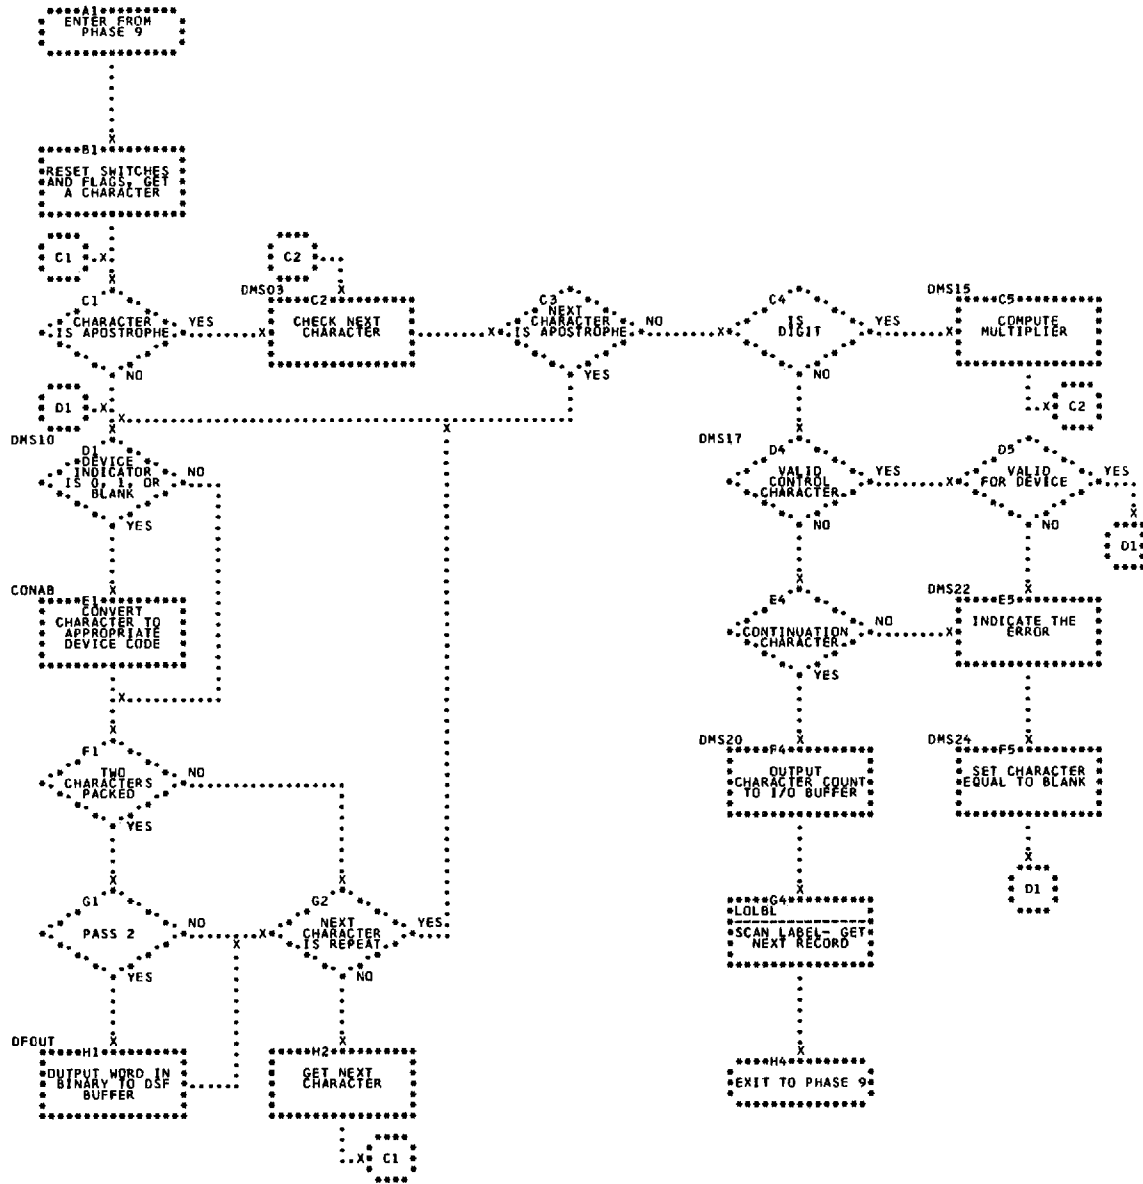 A1
ENTER FROM
PHASE 9
B1
RESET SWITCHES
AND FLAGS, GET
A CHARACTER
C1
C2
C1
CHARACTER
IS APOSTROPHE
YES
NO
DMS03
C2
CHECK NEXT
CHARACTER
C3
NEXT
CHARACTER
IS APOSTROPHE
NO
YES
C4
IS
DIGIT
YES
NO
DMS15
C5
COMPUTE
MULTIPLIER
C2
D1
DMS10
D1
DEVICE
INDICATOR
IS 0, 1, OR
BLANK
NO
YES
DMS17
D4
VALID
CONTROL
CHARACTER
YES
NO
D5
VALID
FOR DEVICE
YES
NO
D1
CONAB
E1
CONVERT
CHARACTER TO
APPROPRIATE
DEVICE CODE
E4
CONTINUATION
CHARACTER
NO
YES
DMS22
E5
INDICATE THE
ERROR
F1
TWO
CHARACTERS
PACKED
NO
YES
DMS20
F4
OUTPUT
CHARACTER COUNT
TO I/O BUFFER
DMS24
F5
SET CHARACTER
EQUAL TO BLANK
D1
G1
PASS 2
NO
YES
G2
NEXT
CHARACTER
IS REPEAT
YES
NO
G4
LOLBL
SCAN LABEL- GET
NEXT RECORD
DFOUT
H1
OUTPUT WORD IN
BINARY TO DSF
BUFFER
H2
GET NEXT
CHARACTER
C1
H4
EXIT TO PHASE 9